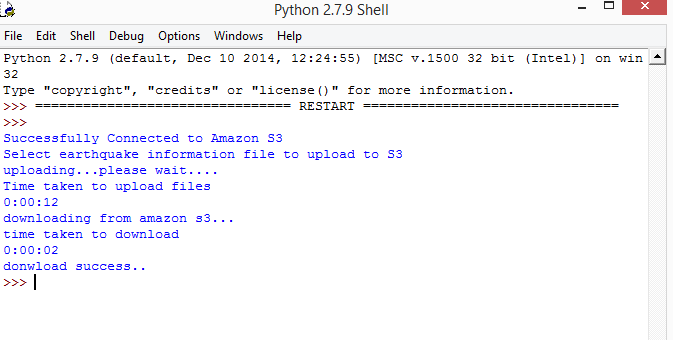 Python 2.7.9 Shell
File Edit Shell Debug Options Windows Help
Python 2.7.9 (default, Dec 10 2014, 12:24:55) [MSC v.1500 32 bit (Intel)] on win
32
Type "copyright", "credits" or "license()" for more information.
>>> ================================ RESTART ================================
>>>
Successfully Connected to Amazon S3
Select earthquake information file to upload to S3
uploading...please wait....
Time taken to upload files
0:00:12
downloading from amazon s3...
time taken to download
0:00:02
donwload success..
>>>